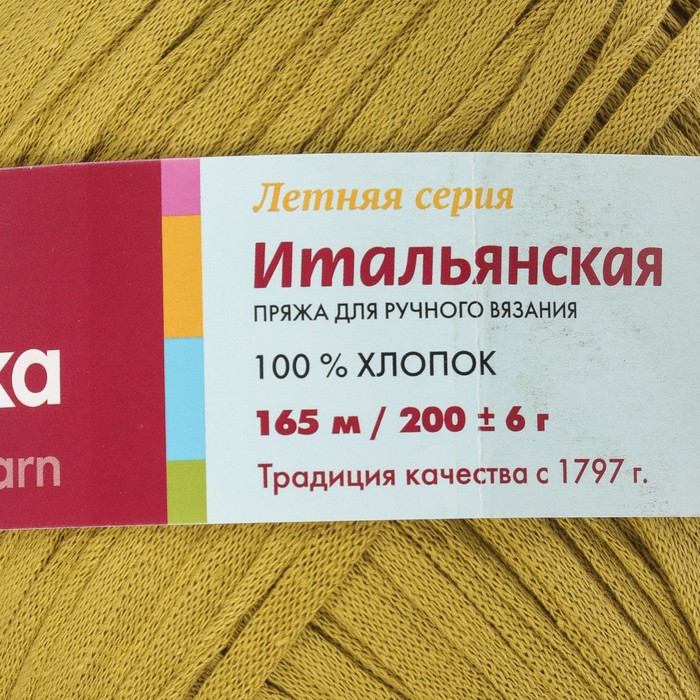 Летняя серия
Итальянская
ПРЯЖА ДЛЯ РУЧНОГО ВЯЗАНИЯ
100 % ХЛОПОК
165 м / 200 ± 6 г
Традиция качества с 1797 г.
ка
arn